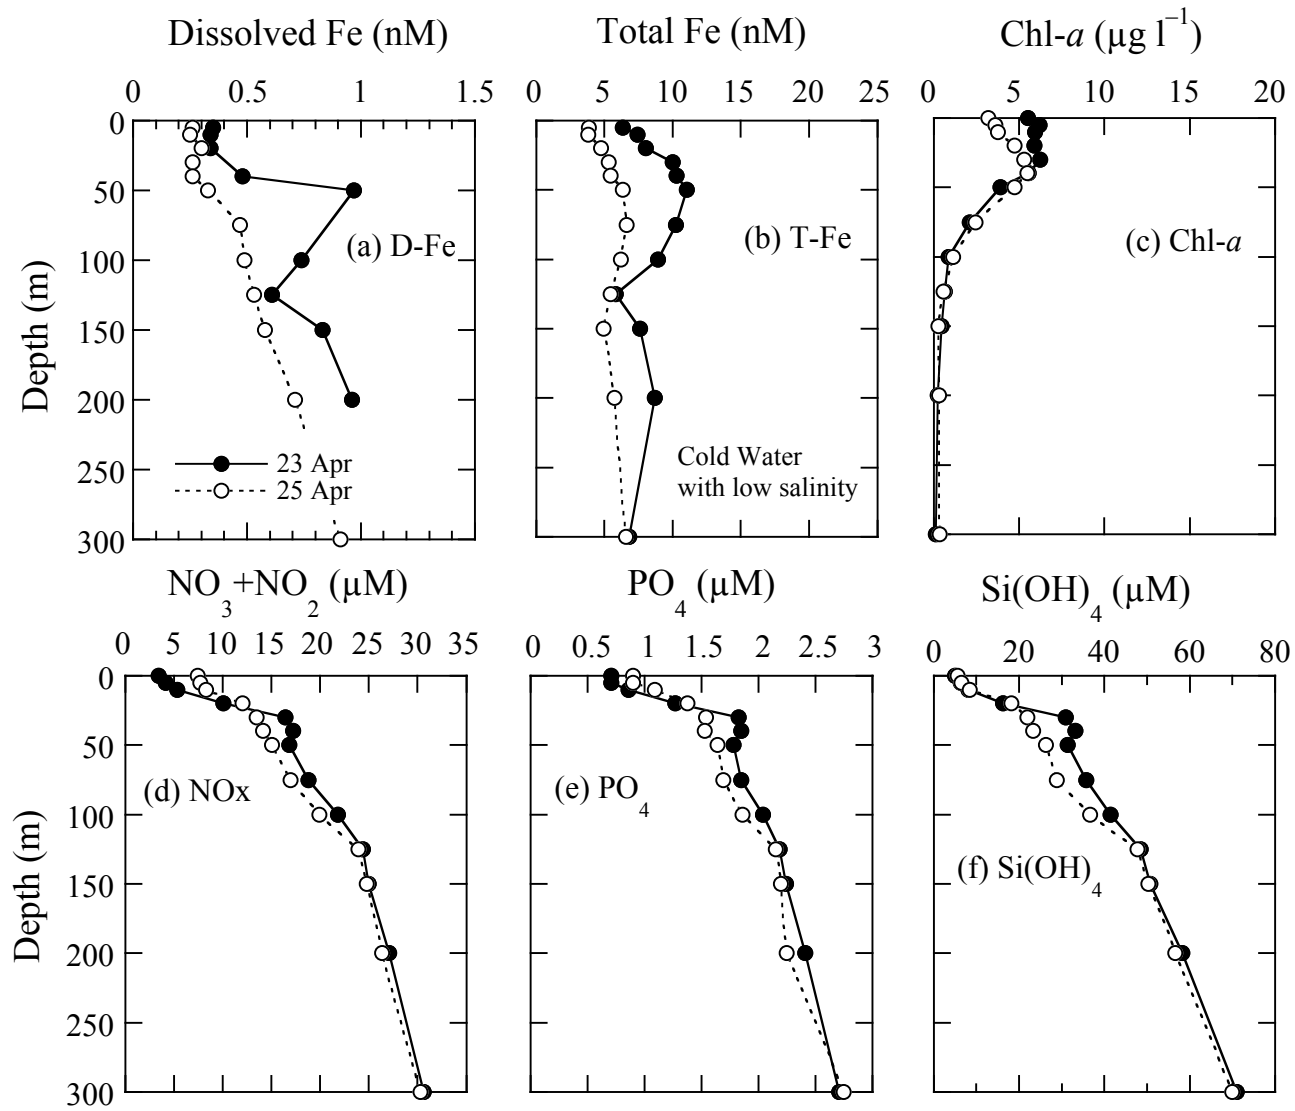 Dissolved Fe (nM) Total Fe (nM) Chl-a (µg l⁻¹)
0 0.5 1 1.5 0 5 10 15 20 25 0 5 10 15 20
0
50
100
150
200
250
300
Depth (m)
(a) D-Fe
(b) T-Fe
(c) Chl-a
23 Apr
25 Apr
Cold Water
with low salinity
NO₃+NO₂ (µM) PO₄ (µM) Si(OH)₄ (µM)
0 5 10 15 20 25 30 35 0 0.5 1 1.5 2 2.5 3 0 20 40 60 80
0
50
100
150
200
250
300
Depth (m)
(d) NOx
(e) PO₄
(f) Si(OH)₄